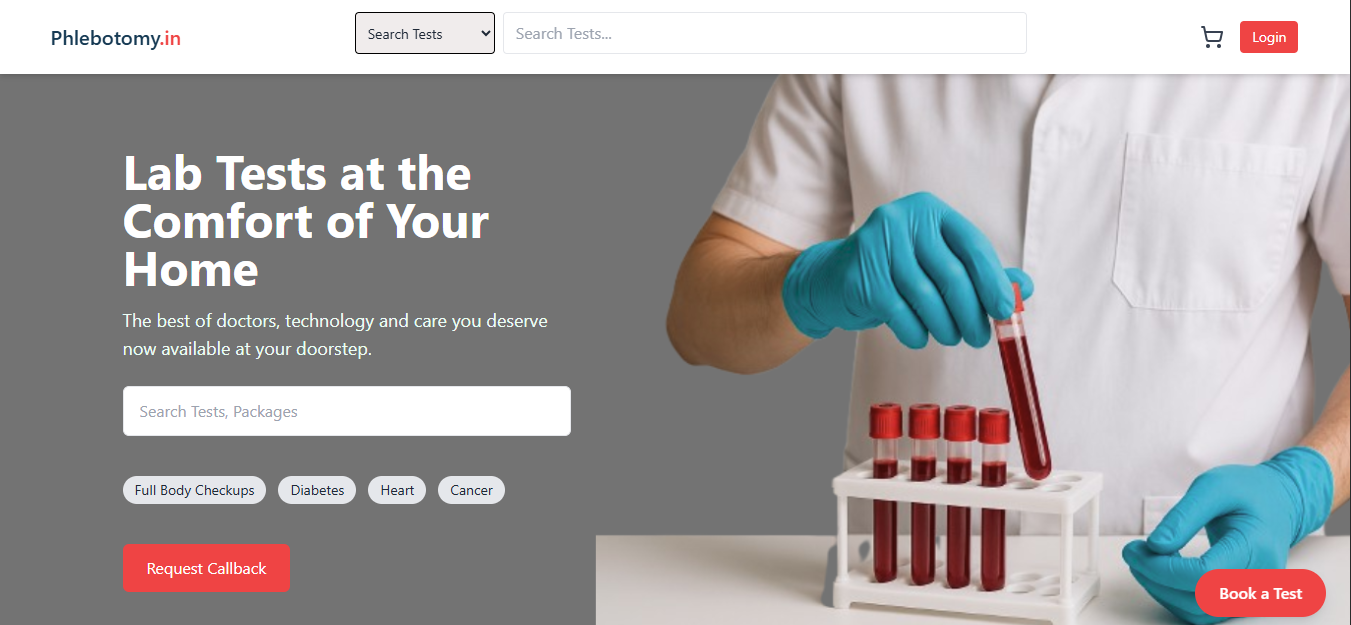 Phlebotomy.in
Search Tests
Search Tests...
Login
Lab Tests at the
Comfort of Your
Home
The best of doctors, technology and care you deserve
now available at your doorstep.
Search Tests, Packages
Full Body Checkups
Diabetes
Heart
Cancer
Request Callback
Book a Test